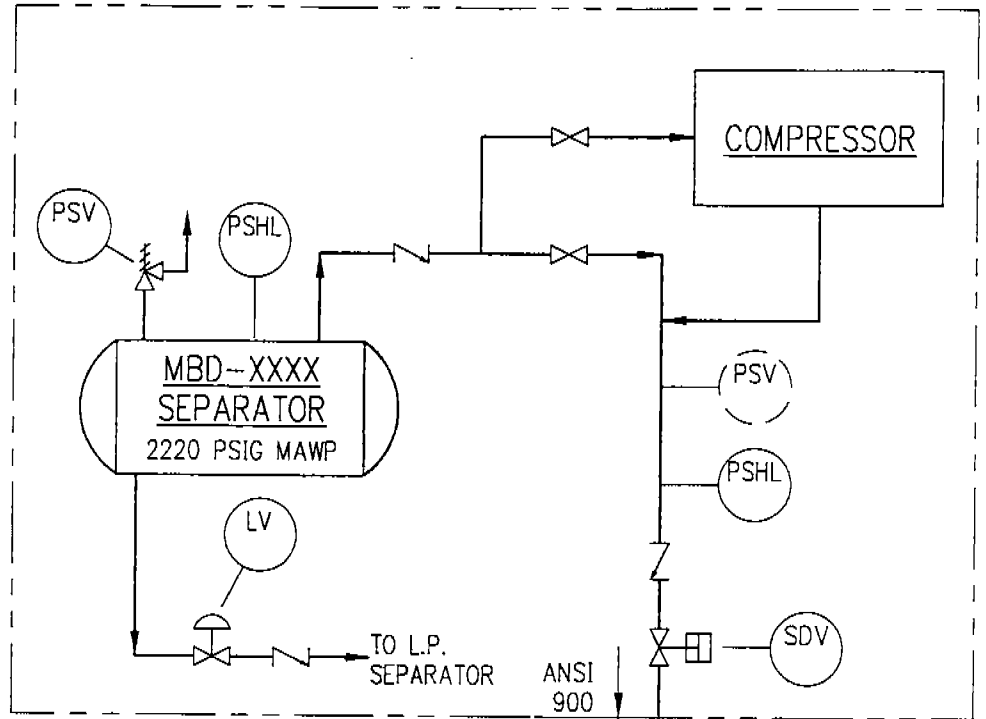 COMPRESSOR
PSV
PSHL
MBD-XXXX
SEPARATOR
2220 PSIG MAWP
PSV
PSHL
LV
TO L.P.
SEPARATOR
ANSI
900
SDV